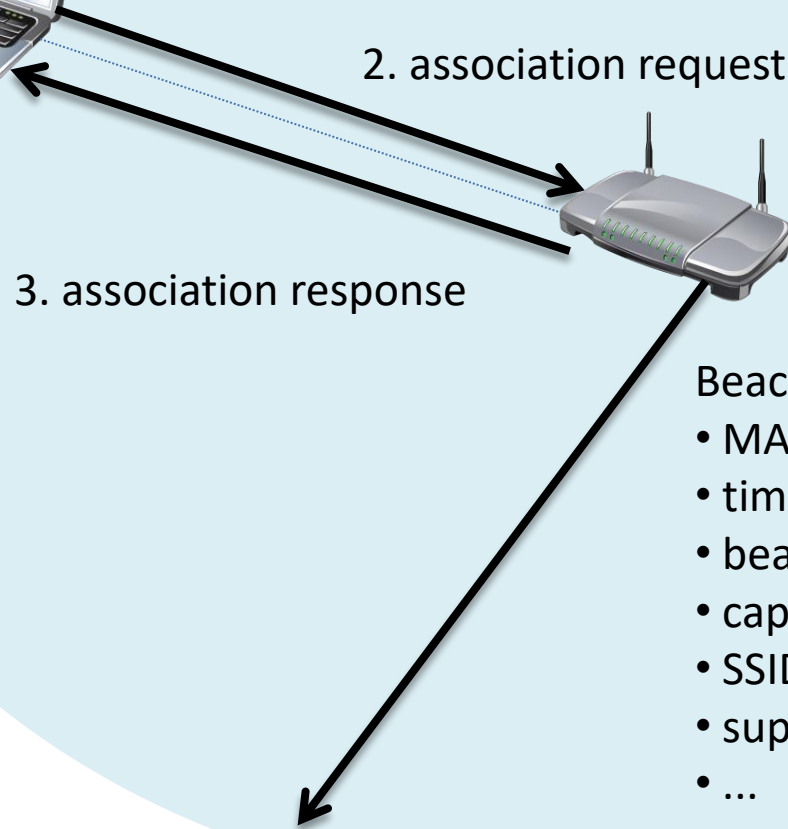 2. association request
3. association response
Beac
• MA
• tim
• bea
• cap
• SSID
• sup
• ...